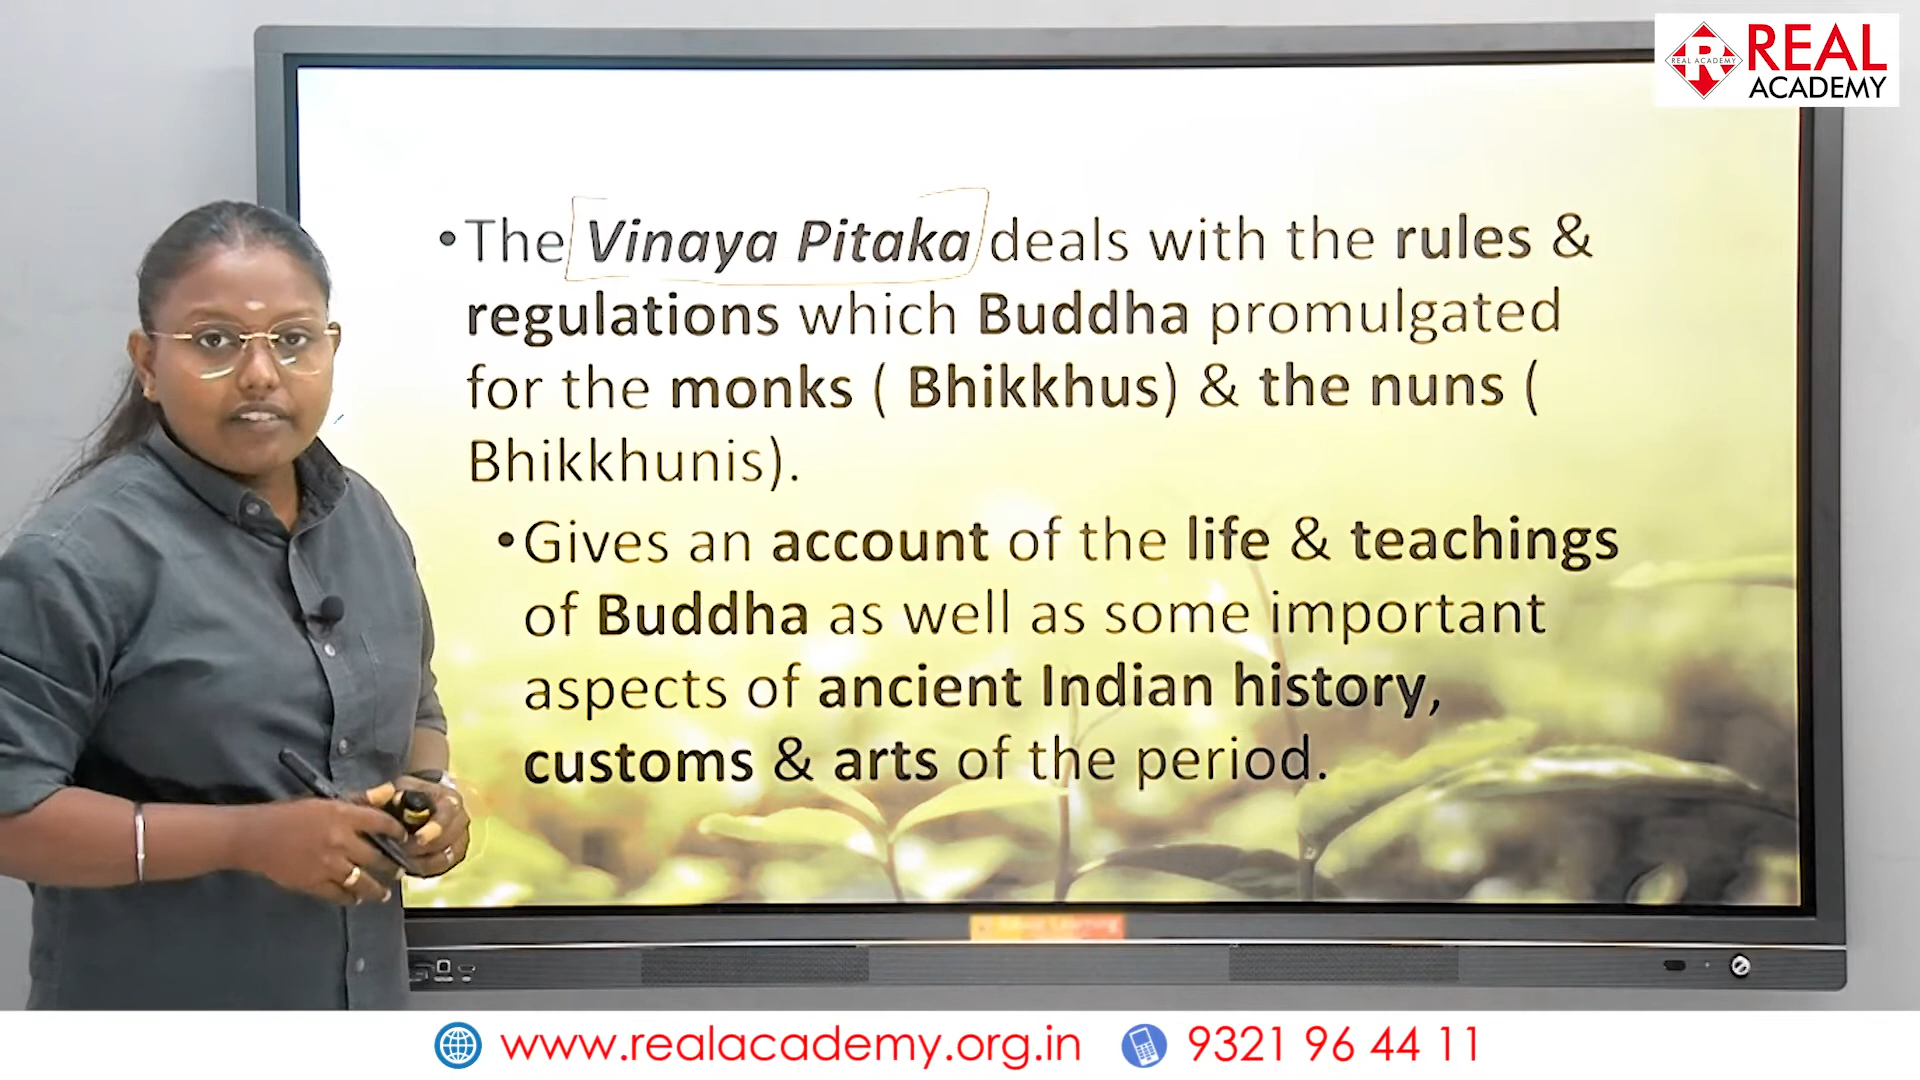 REAL ACADEMY
REAL
ACADEMY
•The Vinaya Pitaka deals with the rules &
regulations which Buddha promulgated
for the monks ( Bhikkhus) & the nuns (
Bhikkhunis).
•Gives an account of the life & teachings
of Buddha as well as some important
aspects of ancient Indian history,
customs & arts of the period.
www.realacademy.org.in 9321 96 44 11